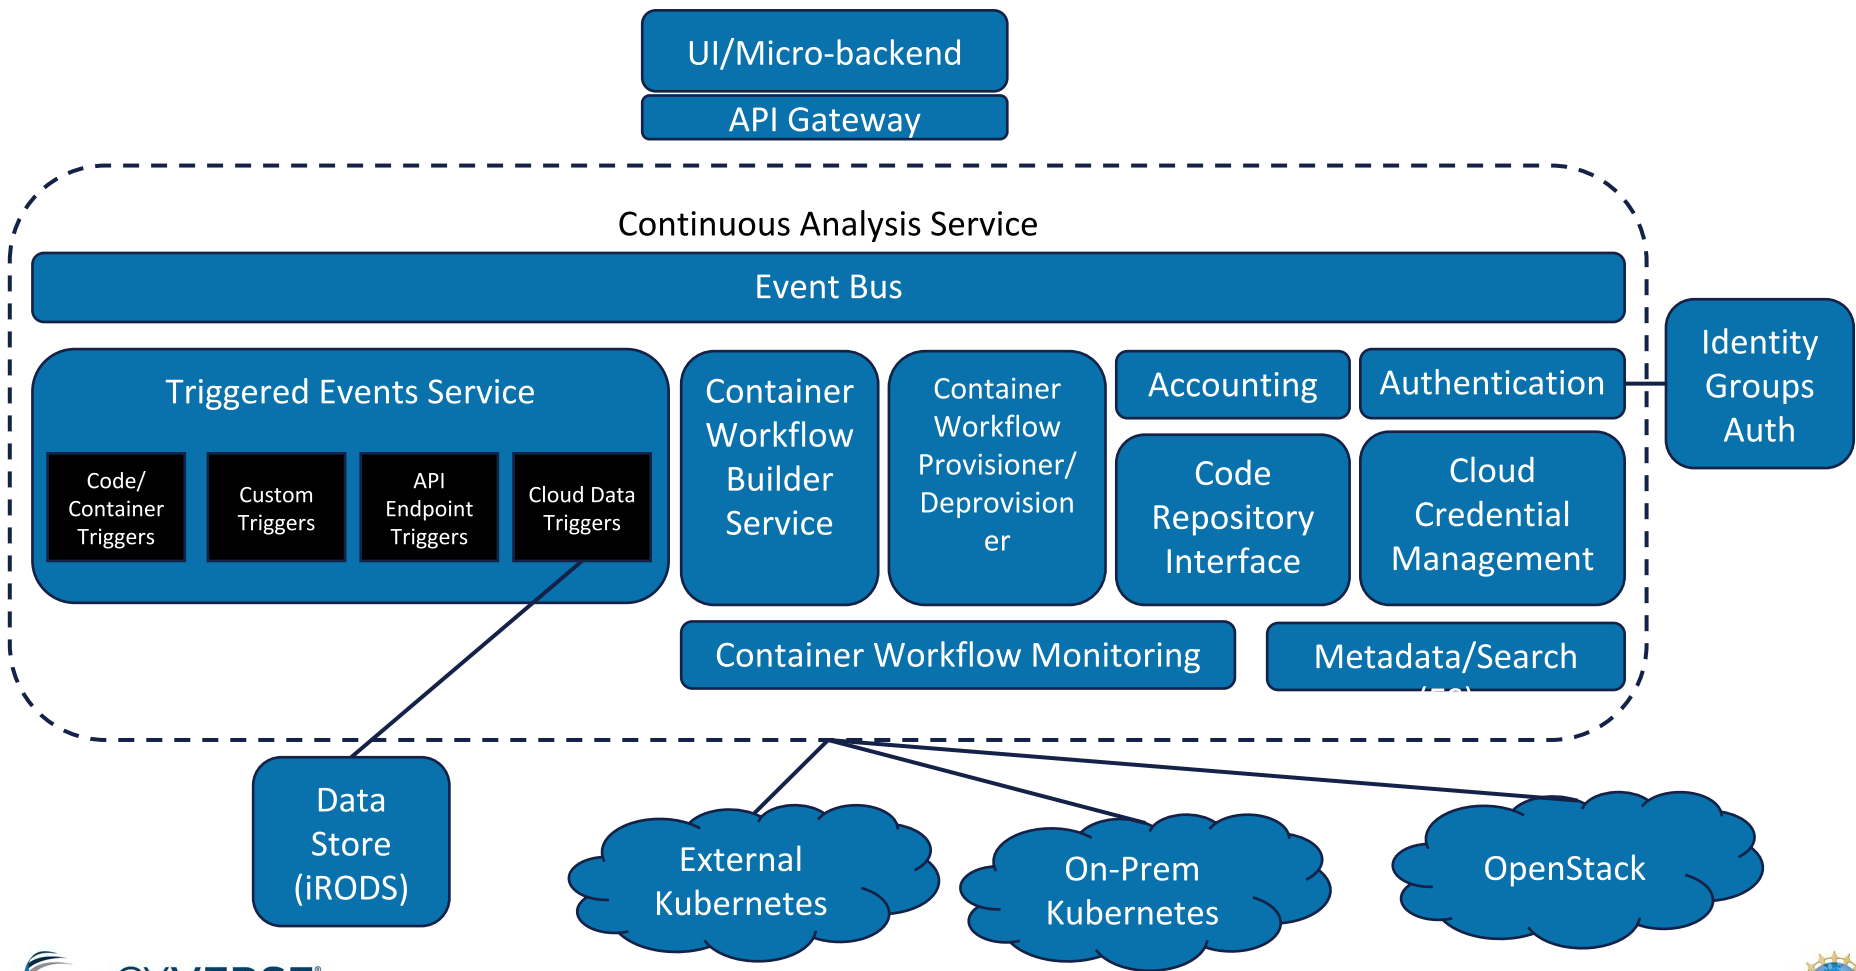 UI/Micro-backend
API Gateway
Continuous Analysis Service
Event Bus
Triggered Events Service
Code/
Container
Triggers
Custom
Triggers
API
Endpoint
Triggers
Cloud Data
Triggers
Container
Workflow
Builder
Service
Container
Workflow
Provisioner/
Deprovision
er
Accounting
Authentication
Code
Repository
Interface
Cloud
Credential
Management
Identity
Groups
Auth
Container Workflow Monitoring
Metadata/Search
Data
Store
(iRODS)
External
Kubernetes
On-Prem
Kubernetes
OpenStack
CYVERSE®